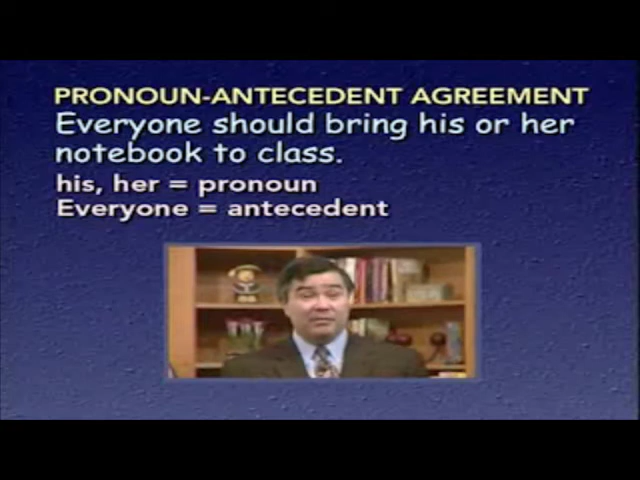 PRONOUN-ANTECEDENT AGREEMENT
Everyone should bring his or her
notebook to class.
his, her = pronoun
Everyone = antecedent